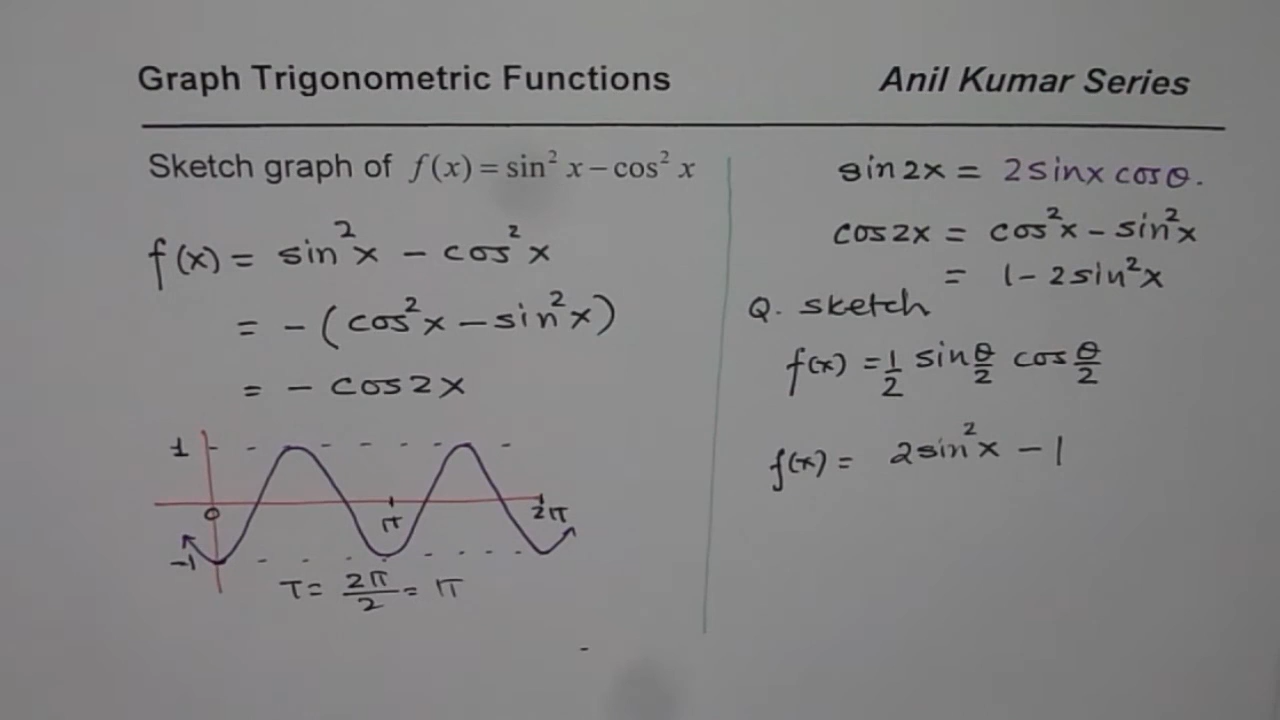 Graph Trigonometric Functions
Anil Kumar Series
Sketch graph of f(x) = sin² x − cos² x
f(x) = sin²x − cos²x
= − (cos²x − sin²x)
= − cos2x
1
0
π
2π
−1
T = 2π/2 = π
sin2x = 2sinx cosθ.
cos2x = cos²x − sin²x
= 1 − 2sin²x
Q. sketch
f(x) = 1/2 sin θ/2 cos θ/2
f(x) = 2sin²x − 1